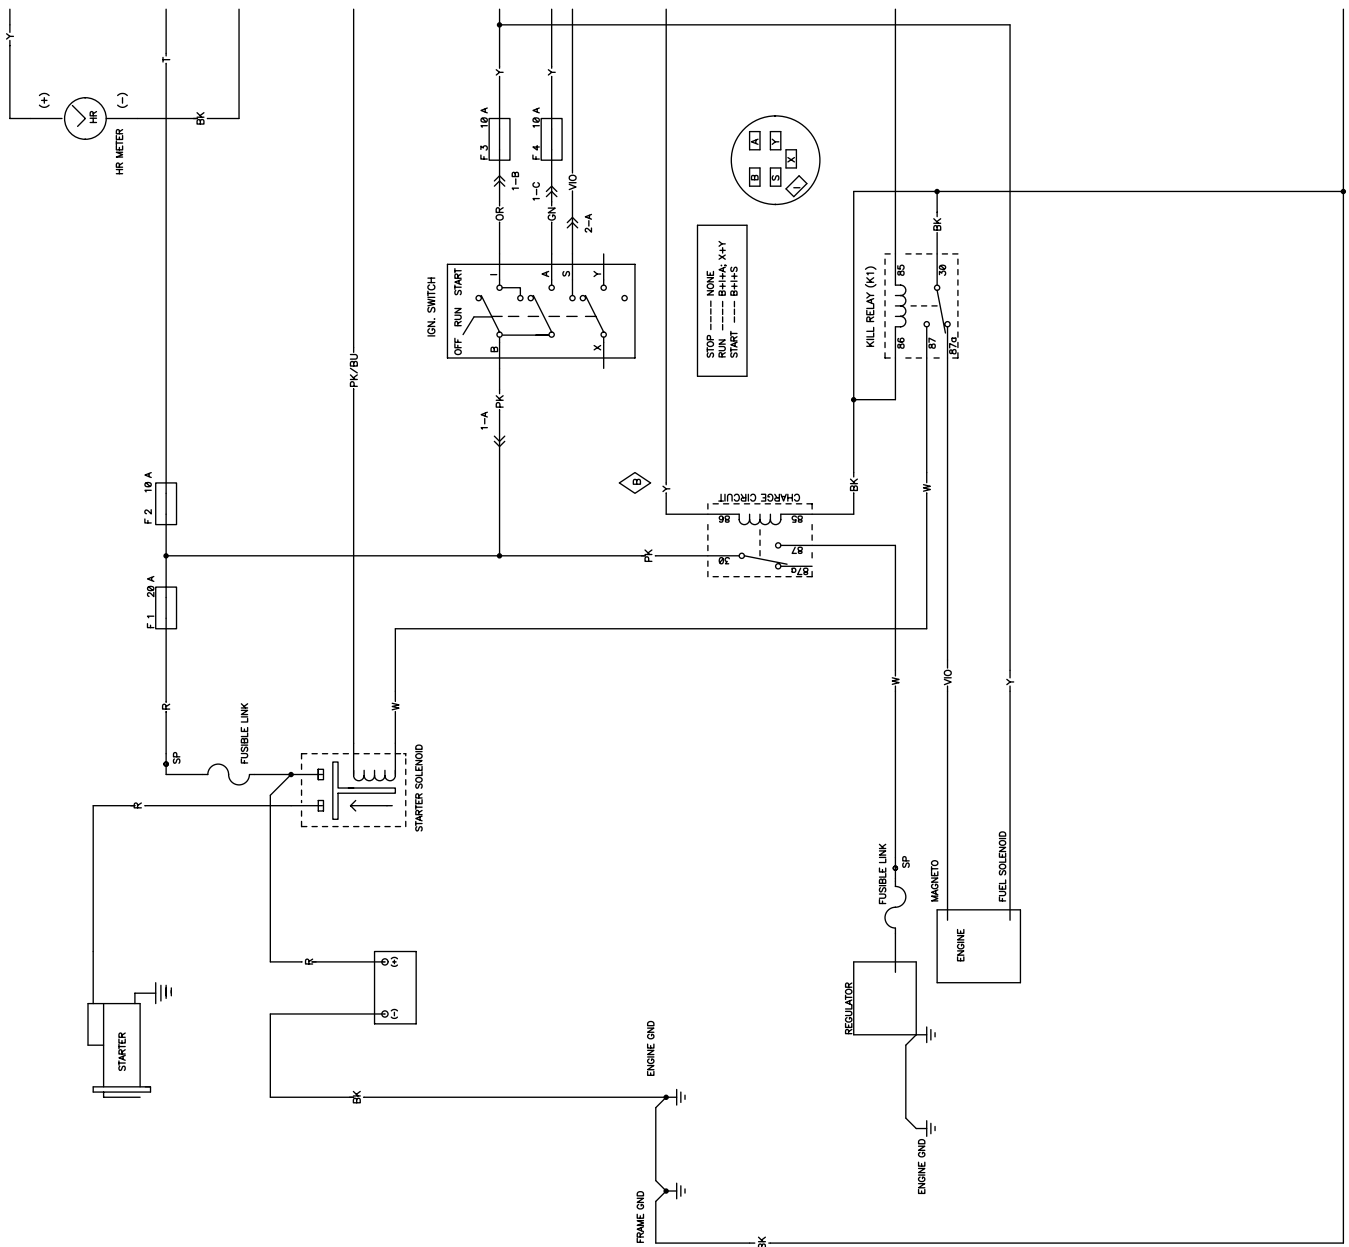 Y
T
(+)
HR
(-)
HR METER
BK
Y
Y
F 3 10 A
F 4 10 A
1-B
1-C
VIO
OR
GN
2-A
IGN. SWITCH
OFF RUN START
I
A
S
Y
B
X
A
Y
X
B
S
I
STOP ----- NONE
RUN ----- B+I+A; X+Y
START --- B+I+S
BK
KILL RELAY (K1)
85
30
86
87
87a
PK/BU
PK
1-A
F 2 10 A
B
Y
CHARGE CIRCUIT
86
85
BK
W
PK
30
87
87a
F 1 20 A
R
W
W
VIO
Y
SP
FUSIBLE LINK
STARTER SOLENOID
R
R
(+)
(-)
STARTER
BK
FUSIBLE LINK
SP
MAGNETO
FUEL SOLENOID
ENGINE
REGULATOR
ENGINE GND
ENGINE GND
FRAME GND
BK